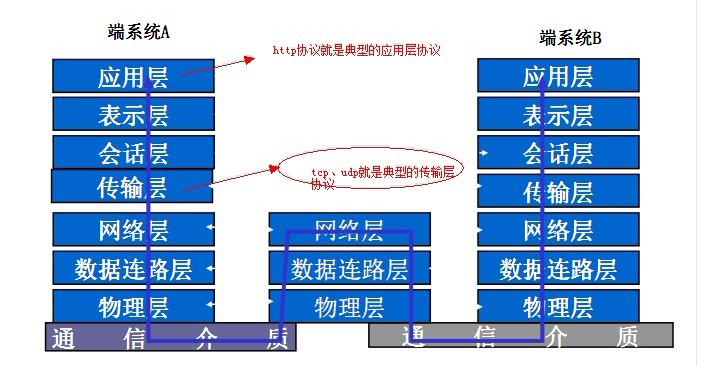 端系统A
端系统B
http协议就是典型的应用层协议
应用层
应用层
表示层
表示层
会话层
会话层
tcp、udp就是典型的传输层
协议
传输层
传输层
网络层
网络层
网络层
数据连路层
数据连路层
数据连路层
物理层
物理层
物理层
通 信 介 质
通 信 介 质